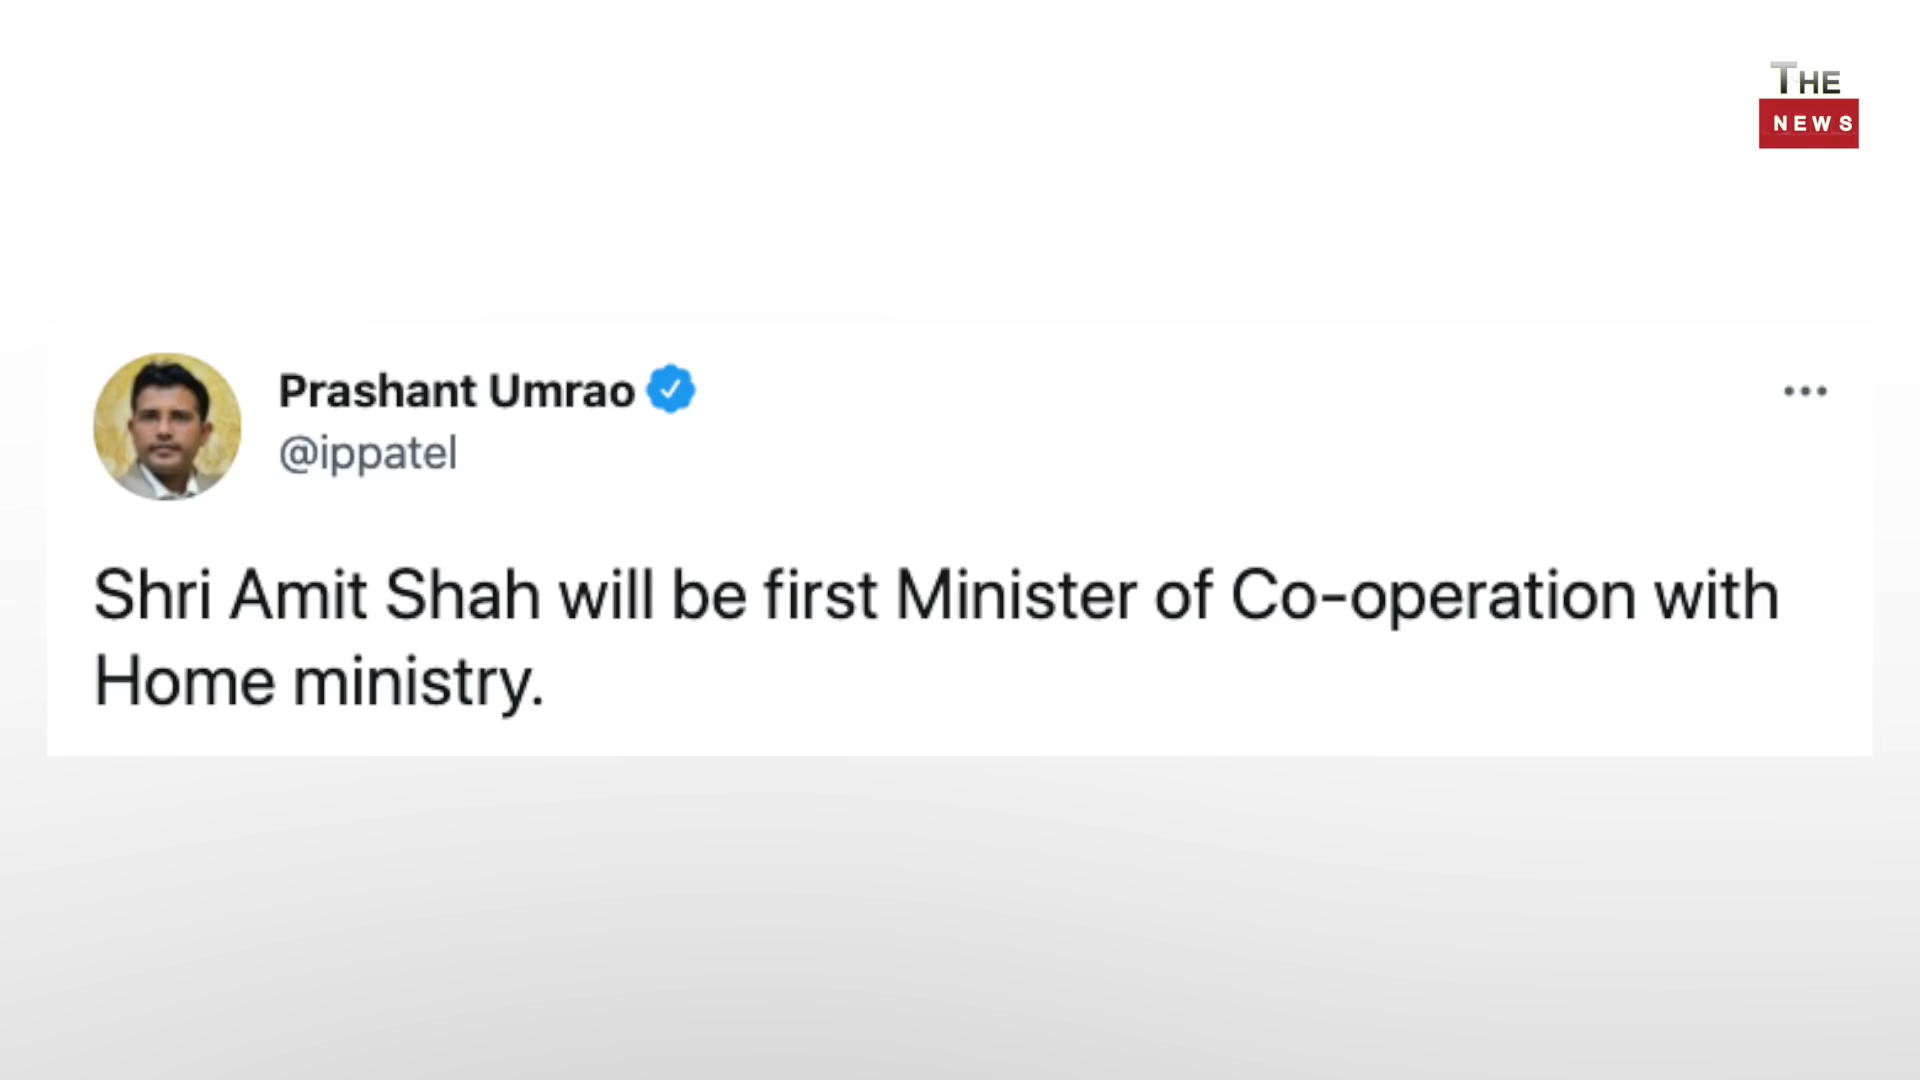 THE
NEWS
Prashant Umrao
@ippatel
Shri Amit Shah will be first Minister of Co-operation with
Home ministry.